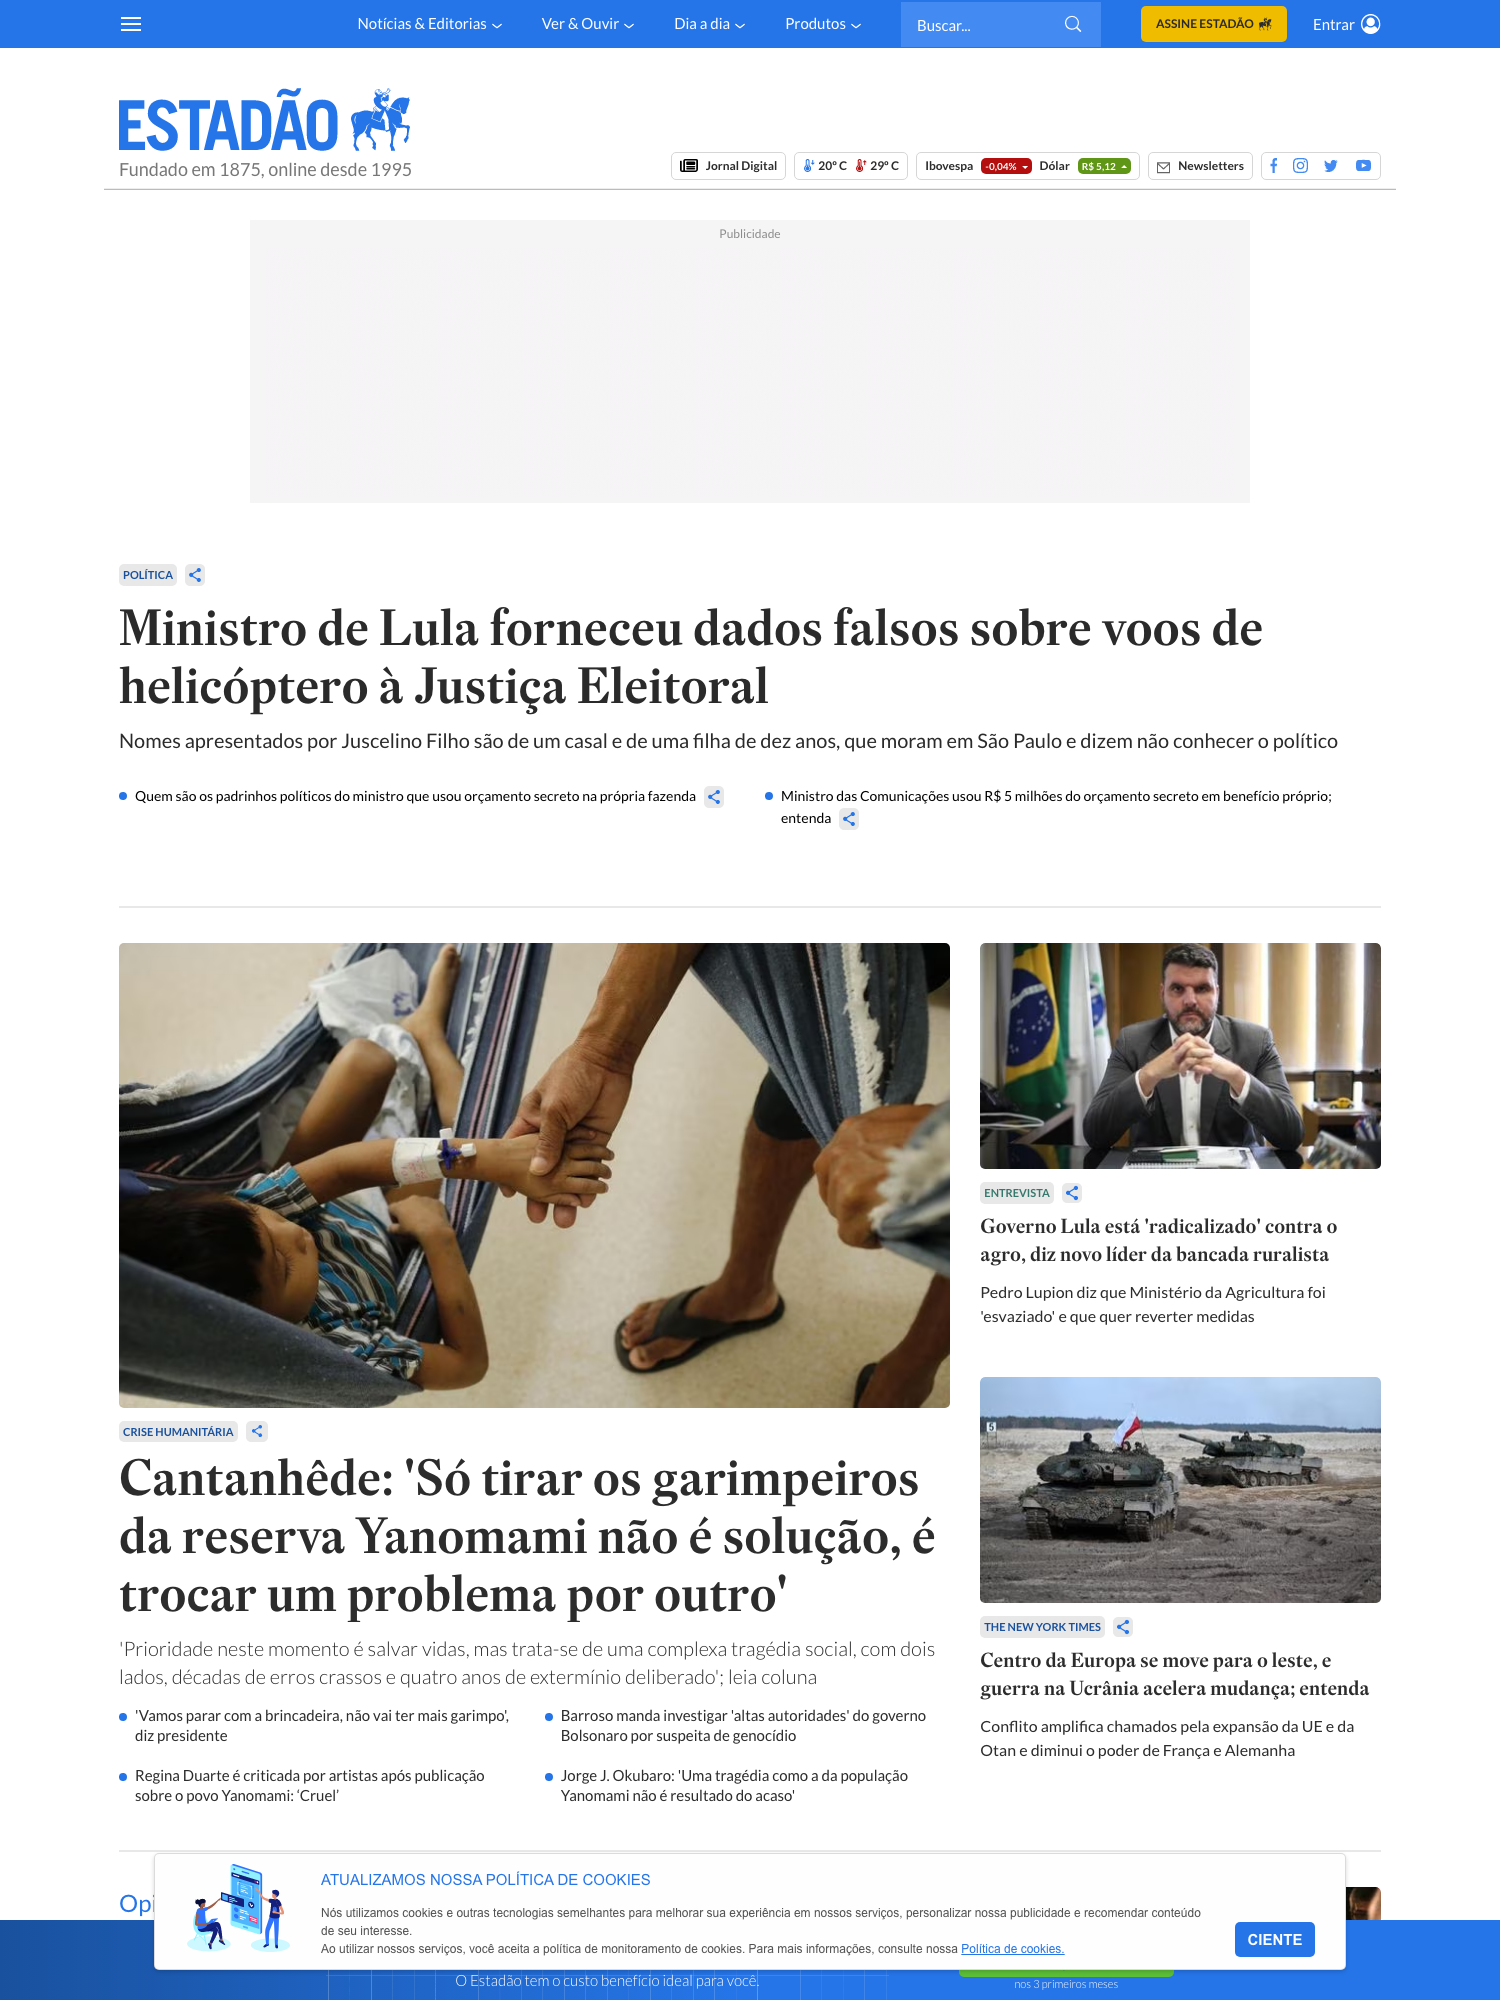 Notícias & Editorias
Ver & Ouvir
Dia a dia
Produtos
Buscar...
ASSINE ESTADÃO
Entrar
ESTADÃO
Fundado em 1875, online desde 1995
Jornal Digital
20º C 29º C
Ibovespa -0,04% Dólar R$ 5,12
Newsletters
Publicidade
POLÍTICA
Ministro de Lula forneceu dados falsos sobre voos de
helicóptero à Justiça Eleitoral
Nomes apresentados por Juscelino Filho são de um casal e de uma filha de dez anos, que moram em São Paulo e dizem não conhecer o político
Quem são os padrinhos políticos do ministro que usou orçamento secreto na própria fazenda
Ministro das Comunicações usou R$ 5 milhões do orçamento secreto em benefício próprio;
entenda
CRISE HUMANITÁRIA
Cantanhêde: 'Só tirar os garimpeiros
da reserva Yanomami não é solução, é
trocar um problema por outro'
'Prioridade neste momento é salvar vidas, mas trata-se de uma complexa tragédia social, com dois
lados, décadas de erros crassos e quatro anos de extermínio deliberado'; leia coluna
'Vamos parar com a brincadeira, não vai ter mais garimpo',
diz presidente
Barroso manda investigar 'altas autoridades' do governo
Bolsonaro por suspeita de genocídio
Regina Duarte é criticada por artistas após publicação
sobre o povo Yanomami: ‘Cruel’
Jorge J. Okubaro: 'Uma tragédia como a da população
Yanomami não é resultado do acaso'
ENTREVISTA
Governo Lula está 'radicalizado' contra o
agro, diz novo líder da bancada ruralista
Pedro Lupion diz que Ministério da Agricultura foi
'esvaziado' e que quer reverter medidas
5
THE NEW YORK TIMES
Centro da Europa se move para o leste, e
guerra na Ucrânia acelera mudança; entenda
Conflito amplifica chamados pela expansão da UE e da
Otan e diminui o poder de França e Alemanha
Opi
ATUALIZAMOS NOSSA POLÍTICA DE COOKIES
Nós utilizamos cookies e outras tecnologias semelhantes para melhorar sua experiência em nossos serviços, personalizar nossa publicidade e recomendar conteúdo
de seu interesse.
Ao utilizar nossos serviços, você aceita a política de monitoramento de cookies. Para mais informações, consulte nossa Política de cookies.
CIENTE
O Estadão tem o custo benefício ideal para você.
nos 3 primeiros meses